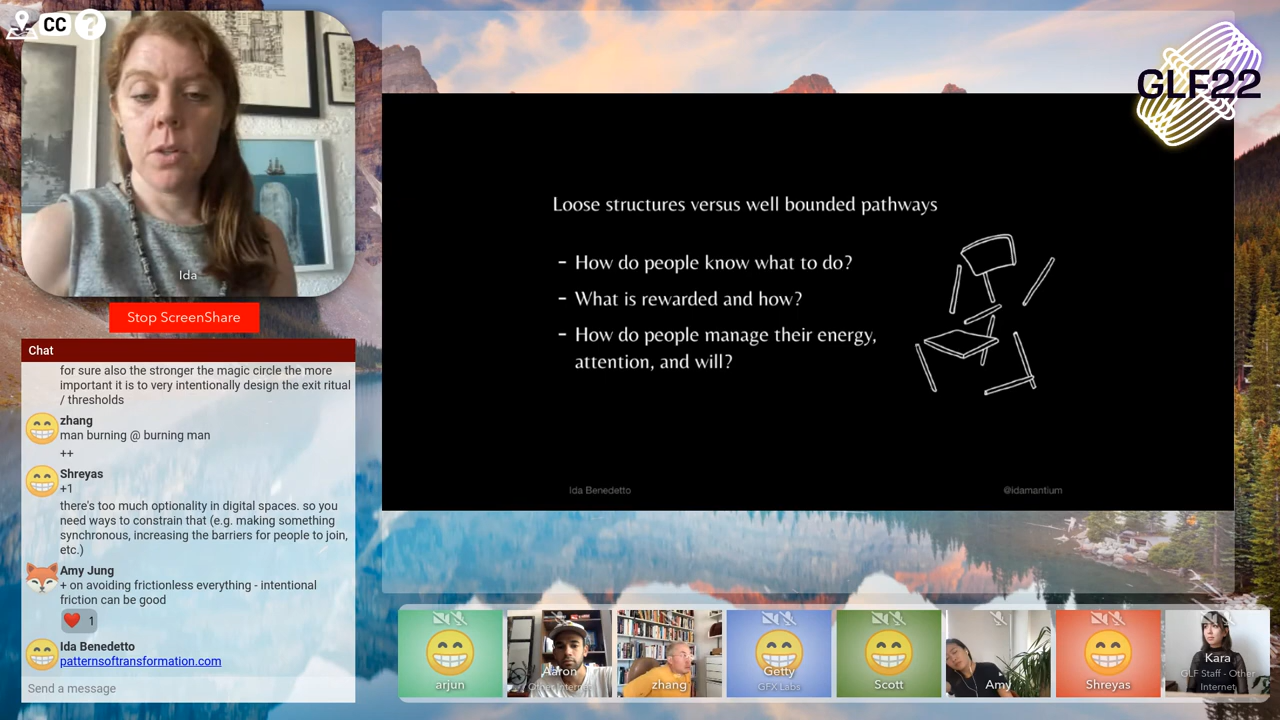 CC
?
Ida
Stop ScreenShare
Chat
for sure also the stronger the magic circle the more
important it is to very intentionally design the exit ritual
/ thresholds
zhang
man burning @ burning man
++
Shreyas
+1
there's too much optionality in digital spaces. so you
need ways to constrain that (e.g. making something
synchronous, increasing the barriers for people to join,
etc.)
Amy Jung
+ on avoiding frictionless everything - intentional
friction can be good
1
Ida Benedetto
patternsoftransformation.com
Send a message
GLF22
Loose structures versus well bounded pathways
- How do people know what to do?
- What is rewarded and how?
- How do people manage their energy,
attention, and will?
Ida Benedetto
@idamantium
arjun
Aaron
Other Internet
zhang
Getty
GFX Labs
Scott
Amy
Shreyas
Kara
GLF Staff - Other
Internet